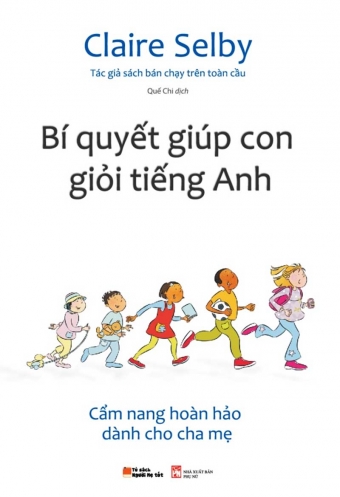 Claire Selby
Tác giả sách bán chạy trên toàn cầu
Quế Chi dịch
Bí quyết giúp con
giỏi tiếng Anh
Cẩm nang hoàn hảo
dành cho cha mẹ
Tủ sách
Người Mẹ tốt
NHÀ XUẤT BẢN
PHỤ NỮ